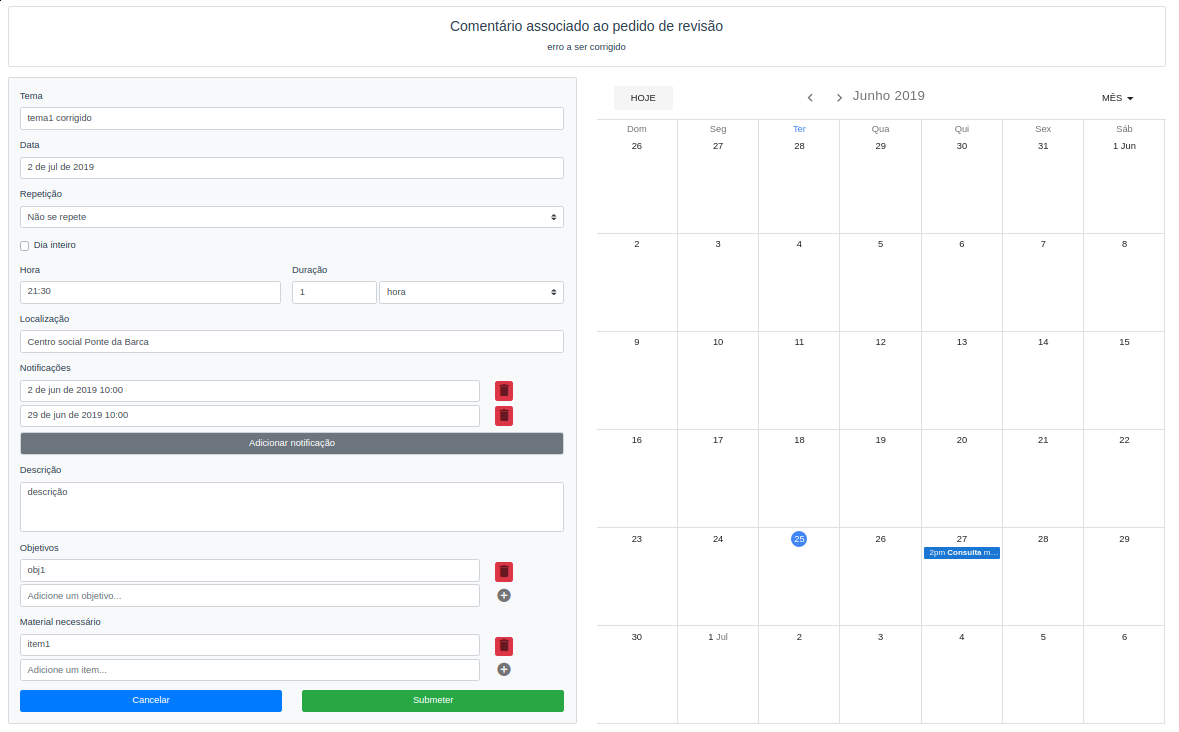 Comentário associado ao pedido de revisão
erro a ser corrigido
Tema
tema1 corrigido
Data
2 de jul de 2019
Repetição
Não se repete
Dia inteiro
Hora Duração
21:30 1 hora
Localização
Centro social Ponte da Barca
Notificações
2 de jun de 2019 10:00
29 de jun de 2019 10:00
Adicionar notificação
Descrição
descrição
Objetivos
obj1
Adicione um objetivo...
Material necessário
item1
Adicione um item...
Cancelar Submeter
HOJE Junho 2019 MÊS
Dom Seg Ter Qua Qui Sex Sáb
26 27 28 29 30 31 1 Jun
2 3 4 5 6 7 8
9 10 11 12 13 14 15
16 17 18 19 20 21 22
23 24 25 26 27 28 29
2pm Consulta m...
30 1 Jul 2 3 4 5 6